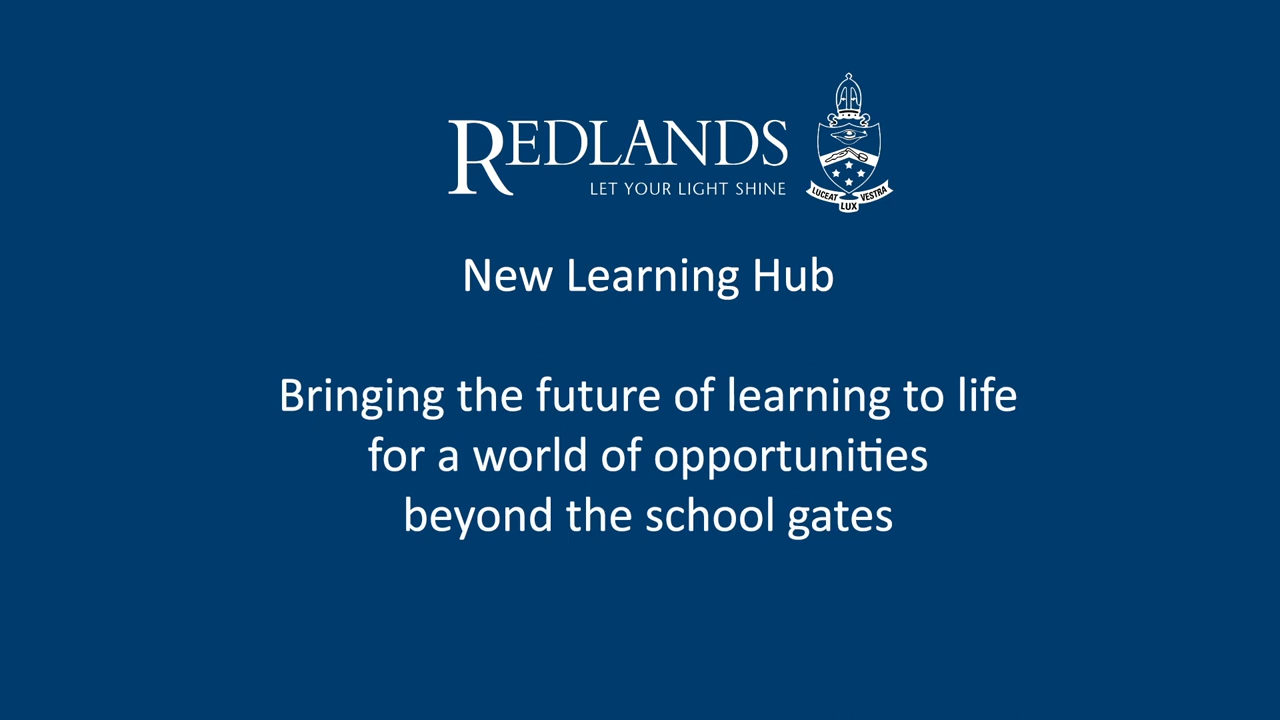 REDLANDS
LET YOUR LIGHT SHINE
LUCEAT LUX VESTRA
New Learning Hub
Bringing the future of learning to life
for a world of opportunities
beyond the school gates